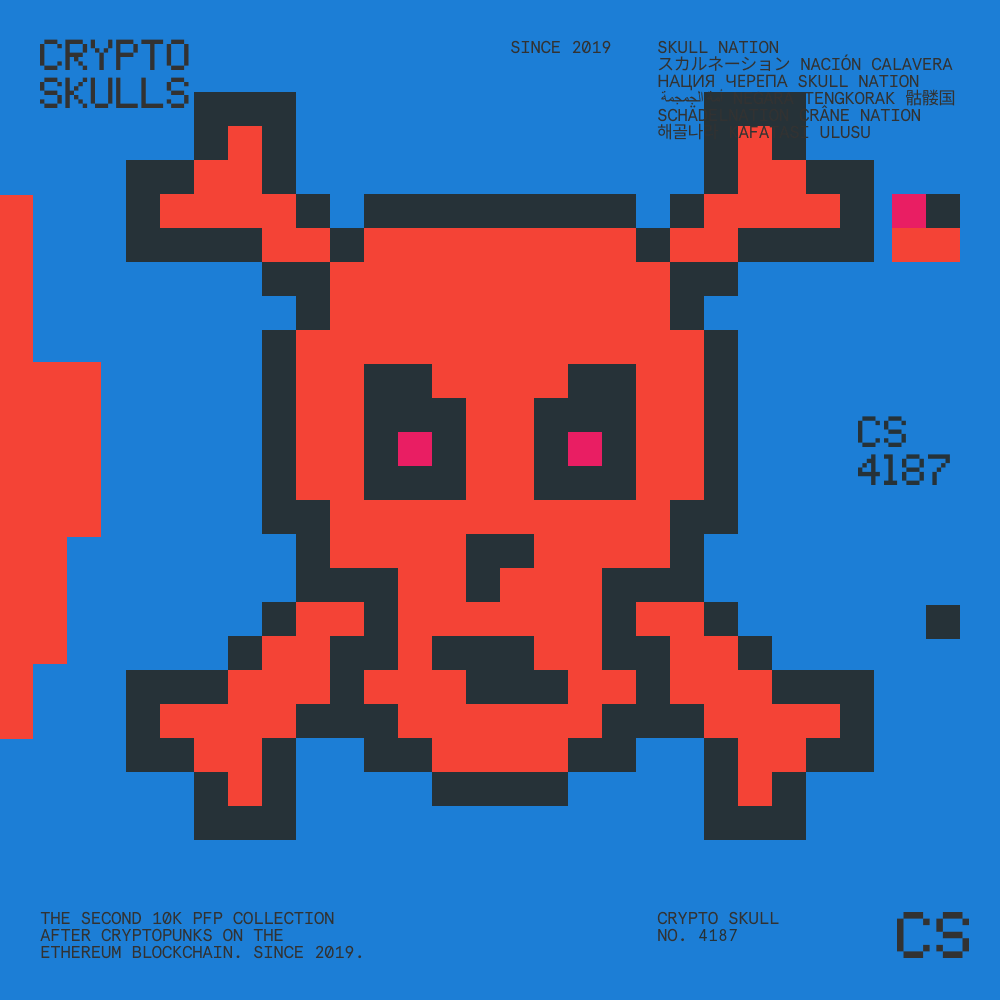 CRYPTO
SKULLS
SINCE 2019
SKULL NATION
スカルネーション NACIÓN CALAVERA
НАЦИЯ ЧЕРЕПА SKULL NATION
TENGKORAK 骷髅国
CRÂNE NATION
ULUSU
CS
4187
THE SECOND 10K PFP COLLECTION
AFTER CRYPTOPUNKS ON THE
ETHEREUM BLOCKCHAIN. SINCE 2019.
CRYPTO SKULL
NO. 4187
CS